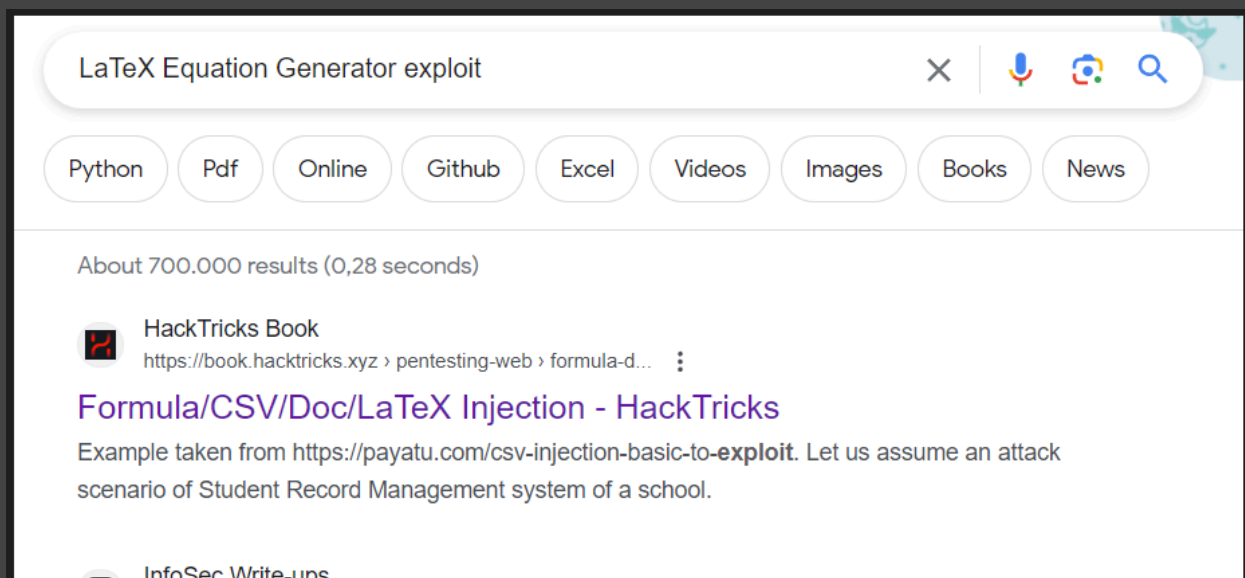 LaTeX Equation Generator exploit
Python Pdf Online Github Excel Videos Images Books News
About 700.000 results (0,28 seconds)
HackTricks Book
https://book.hacktricks.xyz › pentesting-web › formula-d...
Formula/CSV/Doc/LaTeX Injection - HackTricks
Example taken from https://payatu.com/csv-injection-basic-to-exploit. Let us assume an attack
scenario of Student Record Management system of a school.
InfoSec Write-ups